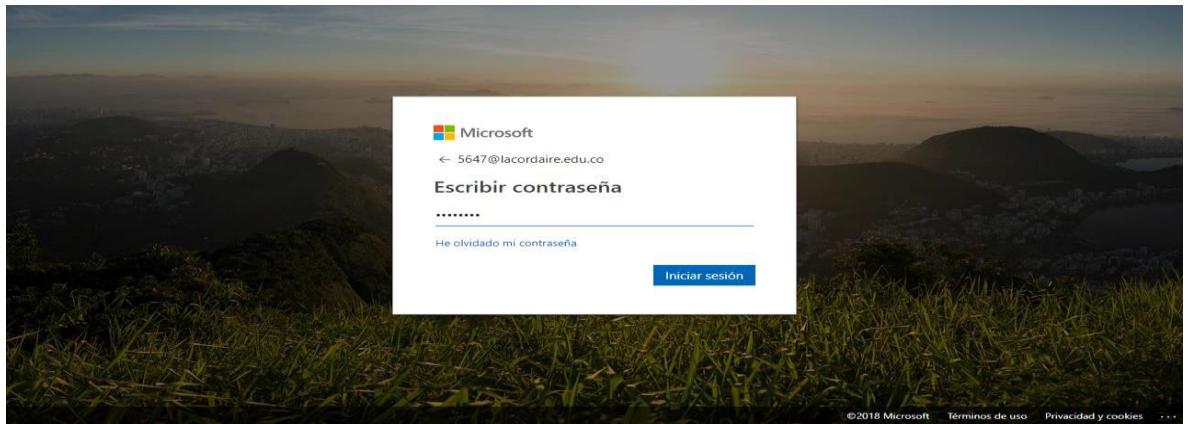 Microsoft
← 5647@lacordaire.edu.co
Escribir contraseña
••••••••
He olvidado mi contraseña
Iniciar sesión
©2018 Microsoft Términos de uso Privacidad y cookies ...